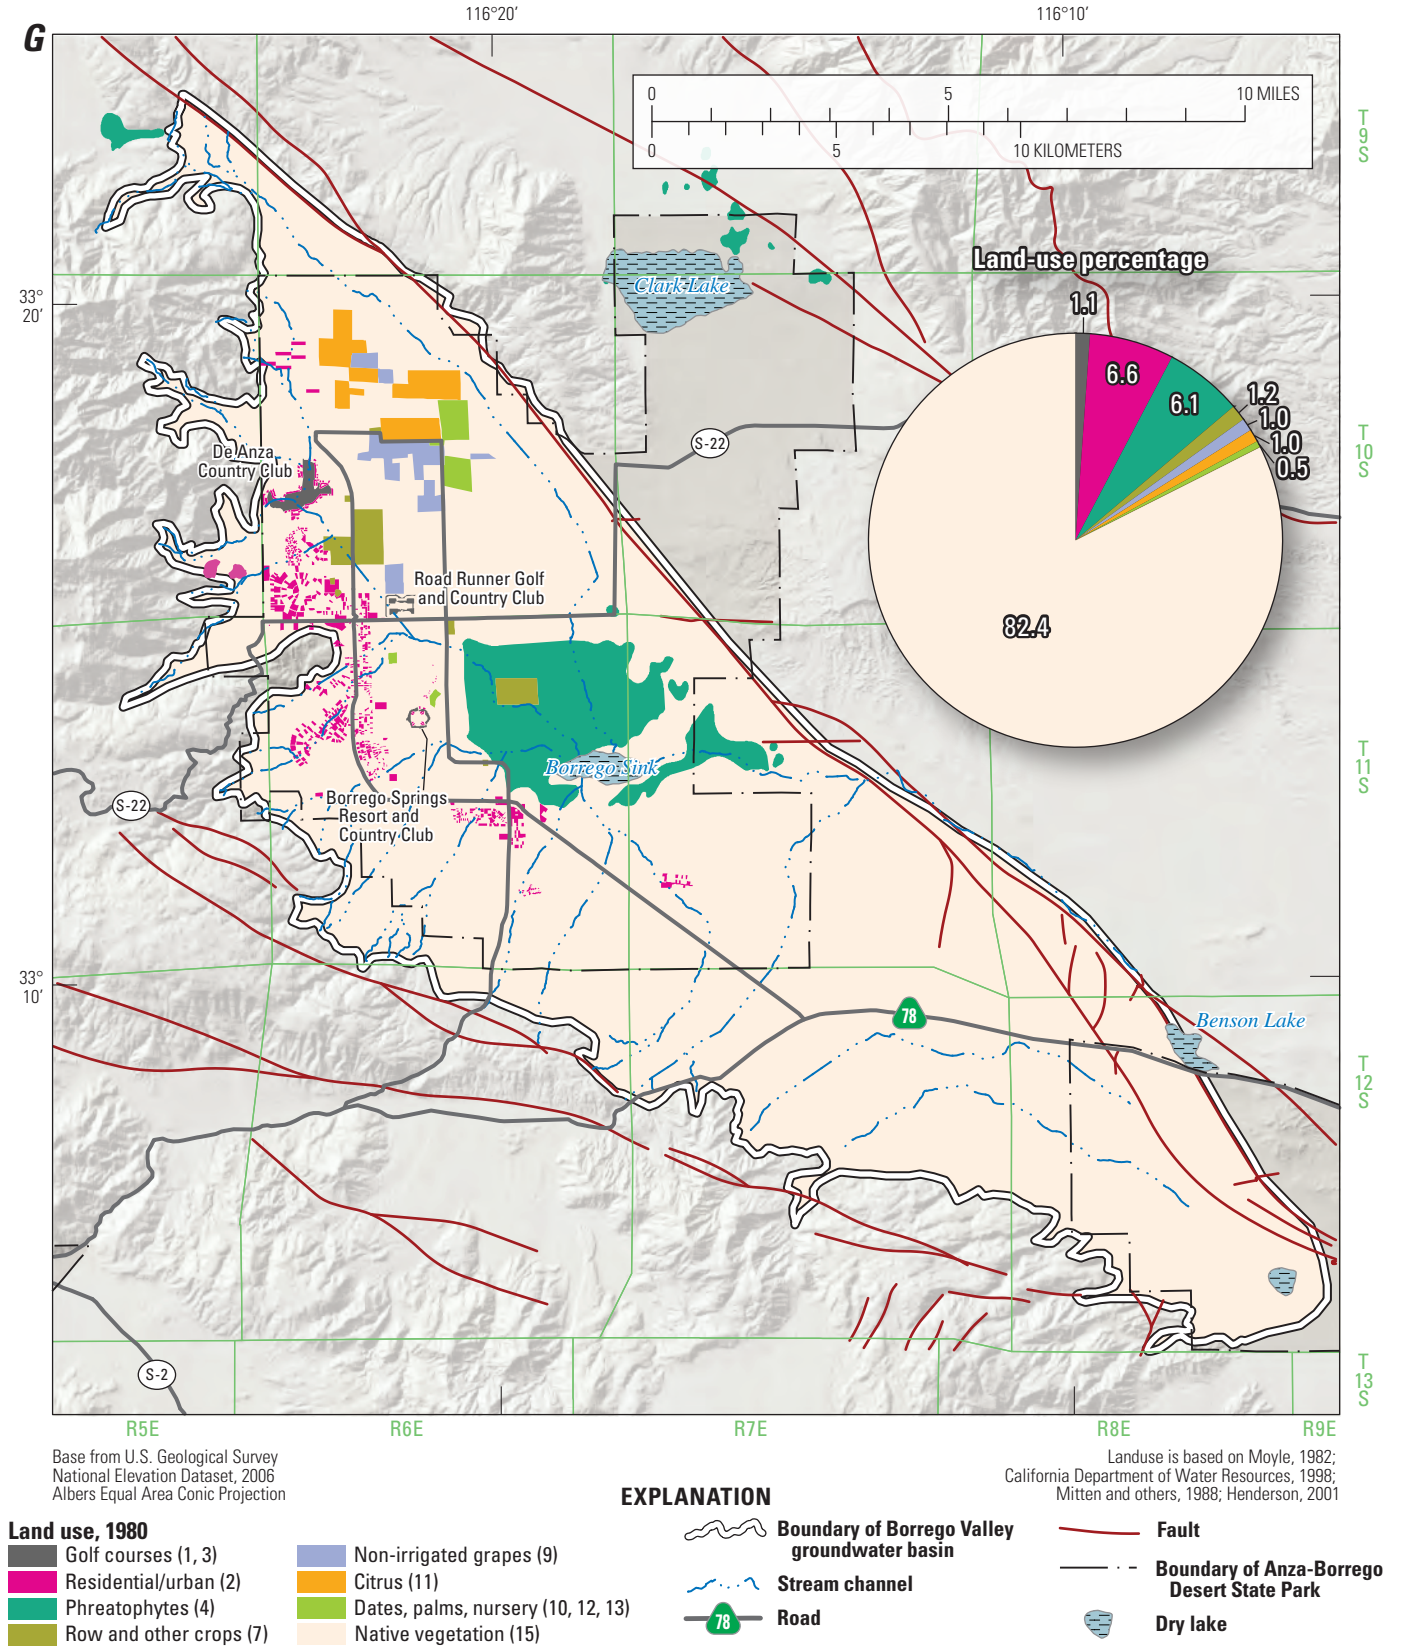 G
116°20′
116°10′
0
5
10 MILES
0
5
10 KILOMETERS
T
9
S
Land-use percentage
Clark Lake
1.1
33°
20′
6.6
6.1
1.2
1.0
1.0
0.5
82.4
De Anza
Country Club
S-22
T
10
S
Road Runner Golf
and Country Club
Borrego Sink
T
11
S
S-22
Borrego Springs
Resort and
Country Club
33°
10′
78
Benson Lake
T
12
S
S-2
T
13
S
R5E
R6E
R7E
R8E
R9E
Base from U.S. Geological Survey
National Elevation Dataset, 2006
Albers Equal Area Conic Projection
Landuse is based on Moyle, 1982;
California Department of Water Resources, 1998;
Mitten and others, 1988; Henderson, 2001
EXPLANATION
Land use, 1980
Golf courses (1, 3)
Residential/urban (2)
Phreatophytes (4)
Row and other crops (7)
Non-irrigated grapes (9)
Citrus (11)
Dates, palms, nursery (10, 12, 13)
Native vegetation (15)
Boundary of Borrego Valley
groundwater basin
Stream channel
78
Road
Fault
Boundary of Anza-Borrego
Desert State Park
Dry lake